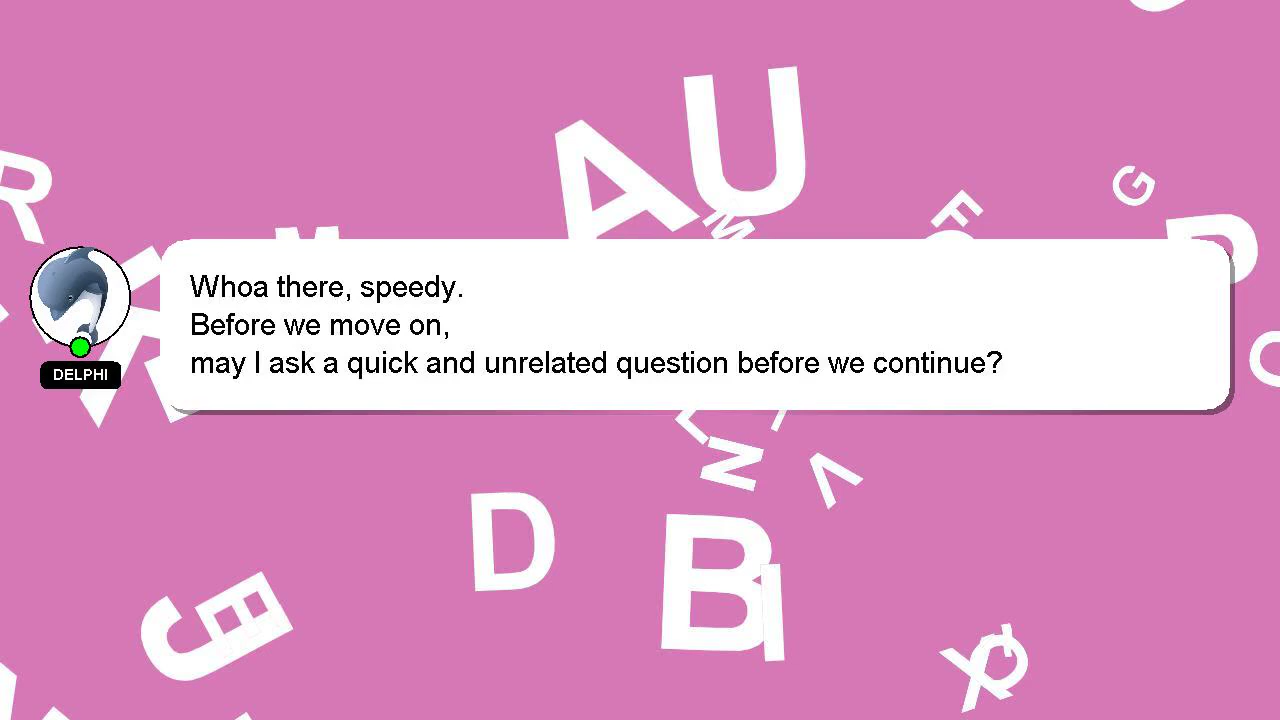 Whoa there, speedy.
Before we move on,
may I ask a quick and unrelated question before we continue?
DELPHI
A U
M
F
G
D
R
M
L
N
V
D
B
I
J
E
X
Q